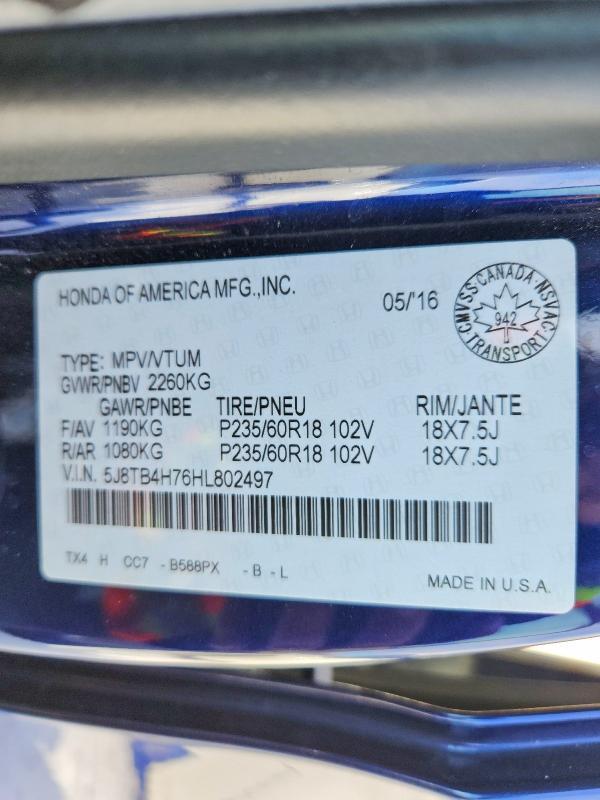 HONDA OF AMERICA MFG.,INC.
05/'16
CMVSS·CANADA·NSVAC
942
TRANSPORT
TYPE: MPV/VTUM
GVWR/PNBV 2260KG
GAWR/PNBE TIRE/PNEU RIM/JANTE
F/AV 1190KG P235/60R18 102V 18X7.5J
R/AR 1080KG P235/60R18 102V 18X7.5J
V.I.N. 5J8TB4H76HL802497
TX4 H CC7 -B588PX -B-L
MADE IN U.S.A.